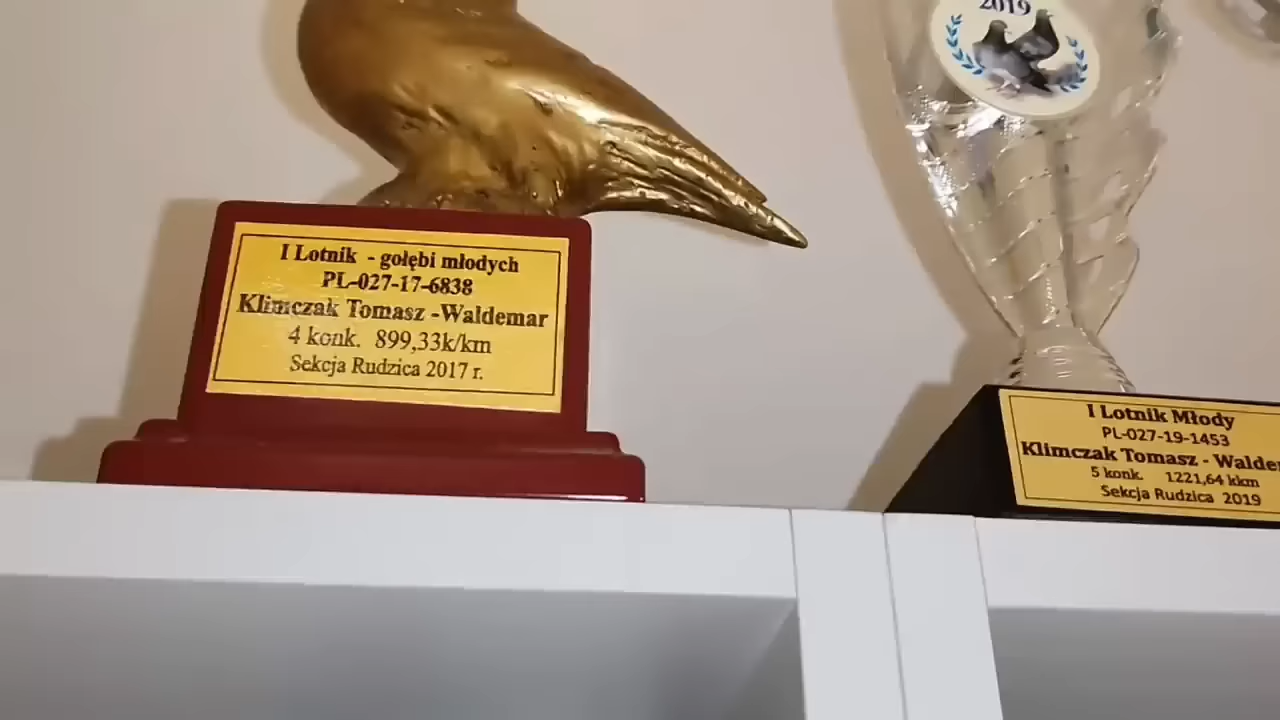 I Lotnik - gołębi młodych
PL-027-17-6838
Klimczak Tomasz -Waldemar
4 konk. 899,33k/km
Sekcja Rudzica 2017 r.
2019
I Lotnik Młody
PL-027-19-1453
Klimczak Tomasz - Waldem
5 konk. 1221,64 kkm
Sekcja Rudzica 2019